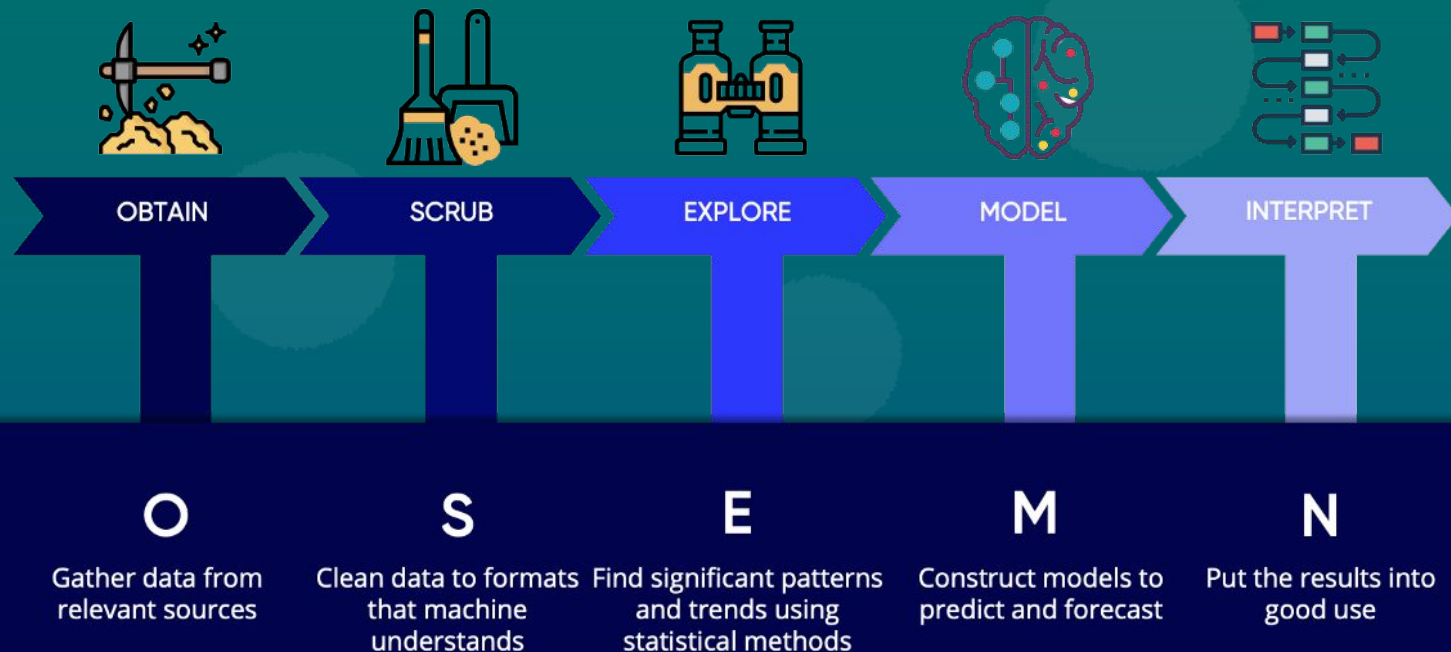 OBTAIN
SCRUB
EXPLORE
MODEL
INTERPRET
O
Gather data from
relevant sources
S
Clean data to formats
that machine
understands
E
Find significant patterns
and trends using
statistical methods
M
Construct models to
predict and forecast
N
Put the results into
good use